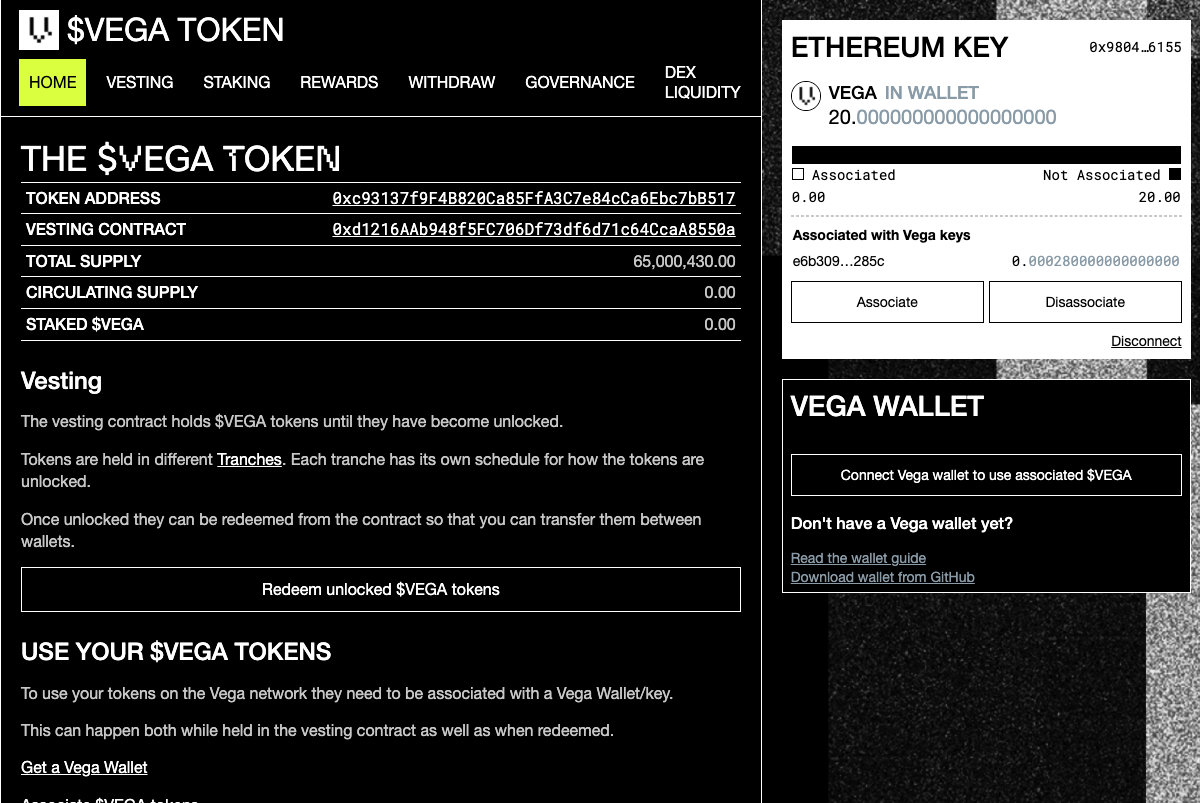 $VEGA TOKEN
HOME
VESTING
STAKING
REWARDS
WITHDRAW
GOVERNANCE
DEX
LIQUIDITY
THE $VEGA TOKEN
TOKEN ADDRESS 0xc93137f9F4B820Ca85FfA3C7e84cCa6Ebc7bB517
VESTING CONTRACT 0xd1216AAb948f5FC706Df73df6d71c64CcaA8550a
TOTAL SUPPLY 65,000,430.00
CIRCULATING SUPPLY 0.00
STAKED $VEGA 0.00
Vesting
The vesting contract holds $VEGA tokens until they have become unlocked.
Tokens are held in different Tranches. Each tranche has its own schedule for how the tokens are
unlocked.
Once unlocked they can be redeemed from the contract so that you can transfer them between
wallets.
Redeem unlocked $VEGA tokens
USE YOUR $VEGA TOKENS
To use your tokens on the Vega network they need to be associated with a Vega Wallet/key.
This can happen both while held in the vesting contract as well as when redeemed.
Get a Vega Wallet
Associate $VEGA tokens
ETHEREUM KEY 0x9804…6155
VEGA IN WALLET
20.000000000000000000
Associated Not Associated
0.00 20.00
Associated with Vega keys
e6b309…285c 0.000280000000000000
Associate
Disassociate
Disconnect
VEGA WALLET
Connect Vega wallet to use associated $VEGA
Don't have a Vega wallet yet?
Read the wallet guide
Download wallet from GitHub